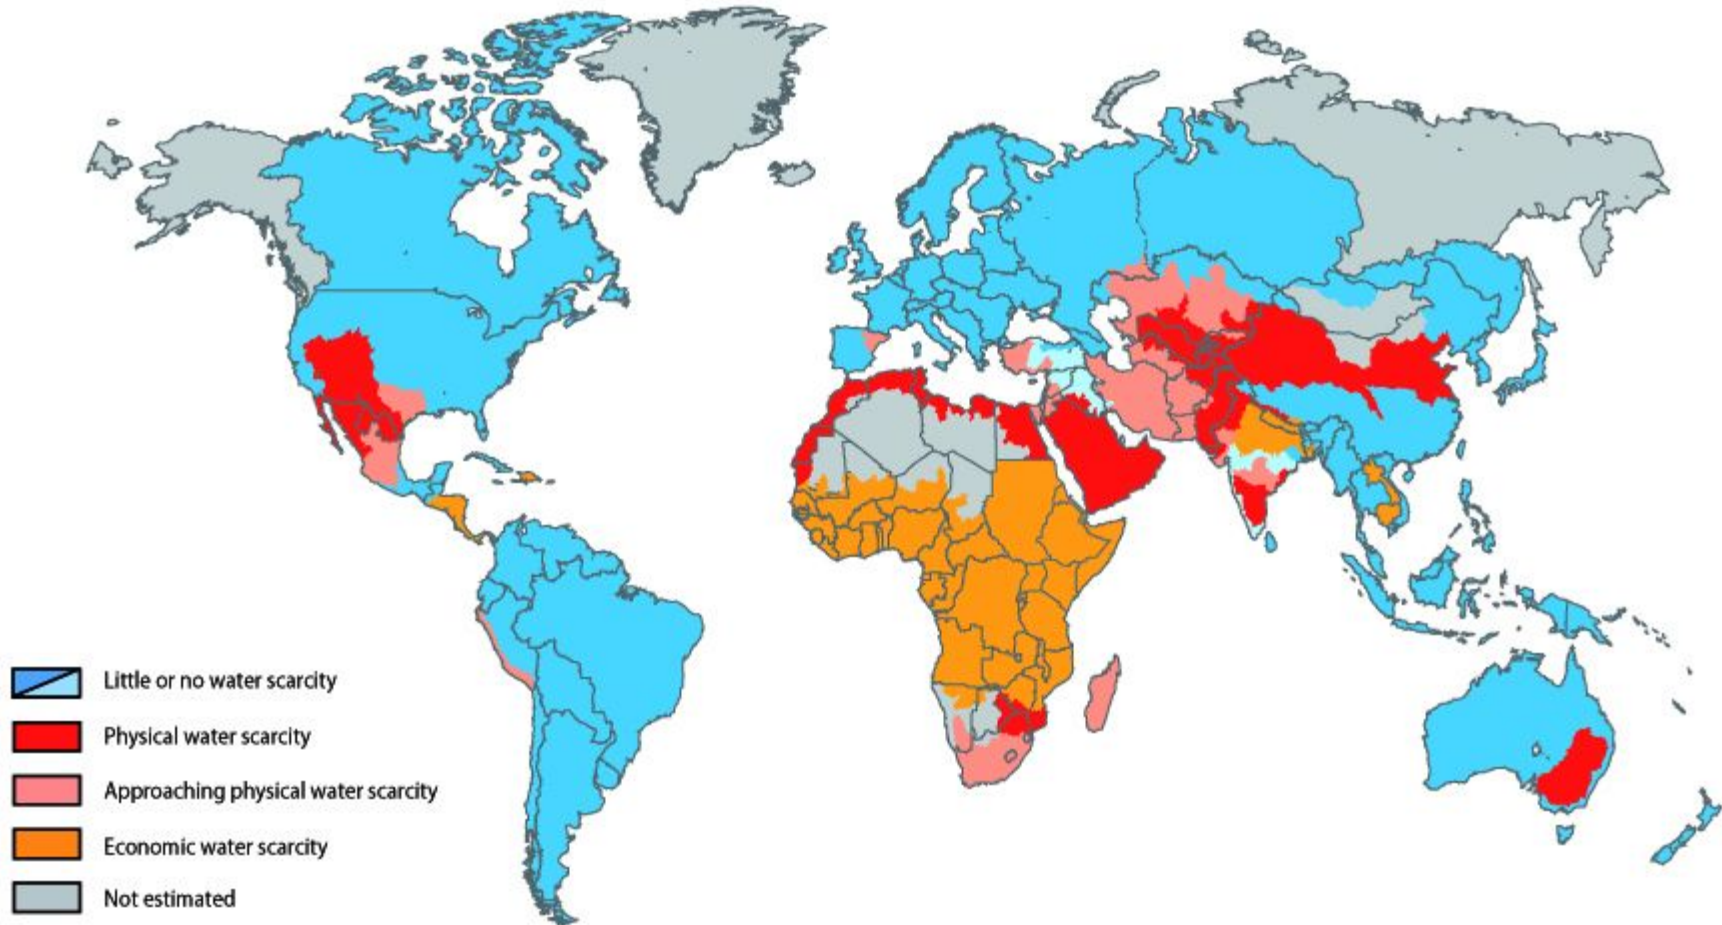 Little or no water scarcity
Physical water scarcity
Approaching physical water scarcity
Economic water scarcity
Not estimated